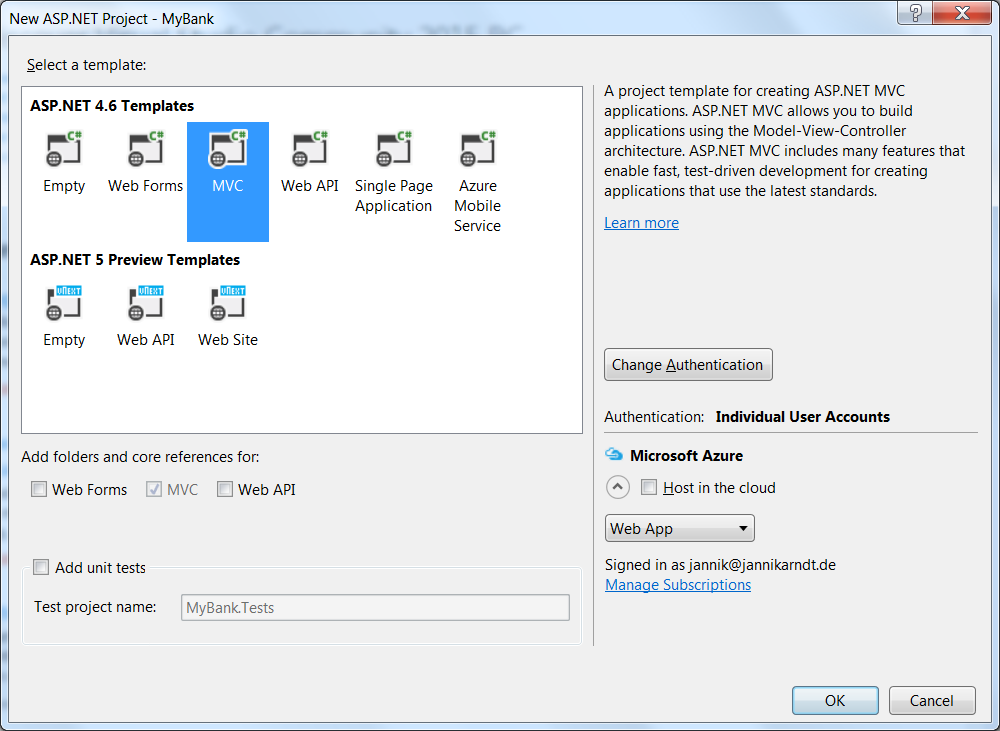 New ASP.NET Project - MyBank
Select a template:
ASP.NET 4.6 Templates
C# C# C# C# C# C#
Empty Web Forms MVC Web API Single Page Application Azure Mobile Service
ASP.NET 5 Preview Templates
vNEXT vNEXT vNEXT
Empty Web API Web Site
Add folders and core references for:
Web Forms MVC Web API
Add unit tests
Test project name: MyBank.Tests
A project template for creating ASP.NET MVC
applications. ASP.NET MVC allows you to build
applications using the Model-View-Controller
architecture. ASP.NET MVC includes many features that
enable fast, test-driven development for creating
applications that use the latest standards.
Learn more
Change Authentication
Authentication: Individual User Accounts
Microsoft Azure
Host in the cloud
Web App
Signed in as jannik@jannikarndt.de
Manage Subscriptions
OK Cancel